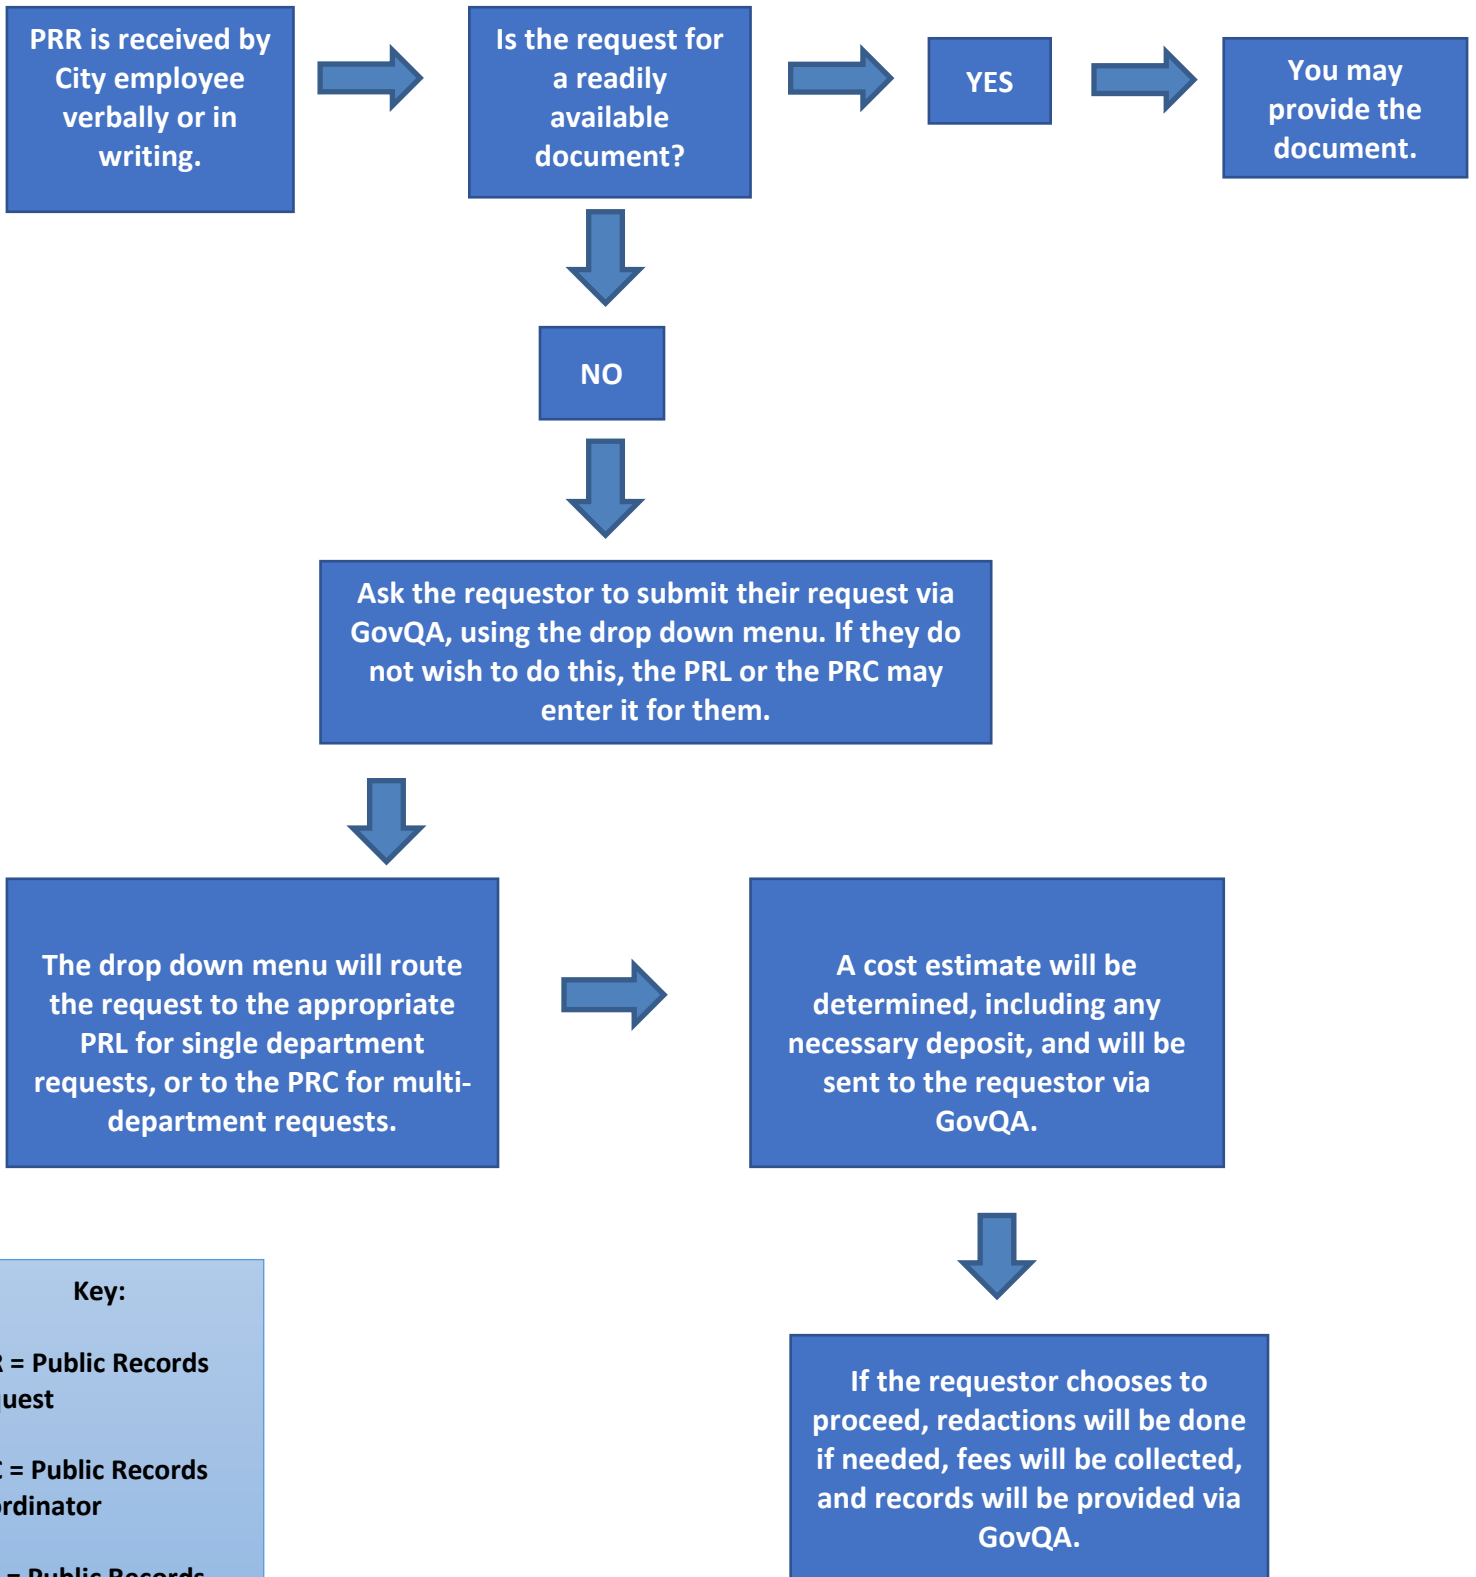 PRR is received by
City employee
verbally or in
writing.
Is the request for
a readily
available
document?
YES
You may
provide the
document.
NO
Ask the requestor to submit their request via
GovQA, using the drop down menu. If they do
not wish to do this, the PRL or the PRC may
enter it for them.
The drop down menu will route
the request to the appropriate
PRL for single department
requests, or to the PRC for multi-
department requests.
A cost estimate will be
determined, including any
necessary deposit, and will be
sent to the requestor via
GovQA.
Key:
= Public Records
= Public Records
= Public Records
If the requestor chooses to
proceed, redactions will be done
if needed, fees will be collected,
and records will be provided via
GovQA.